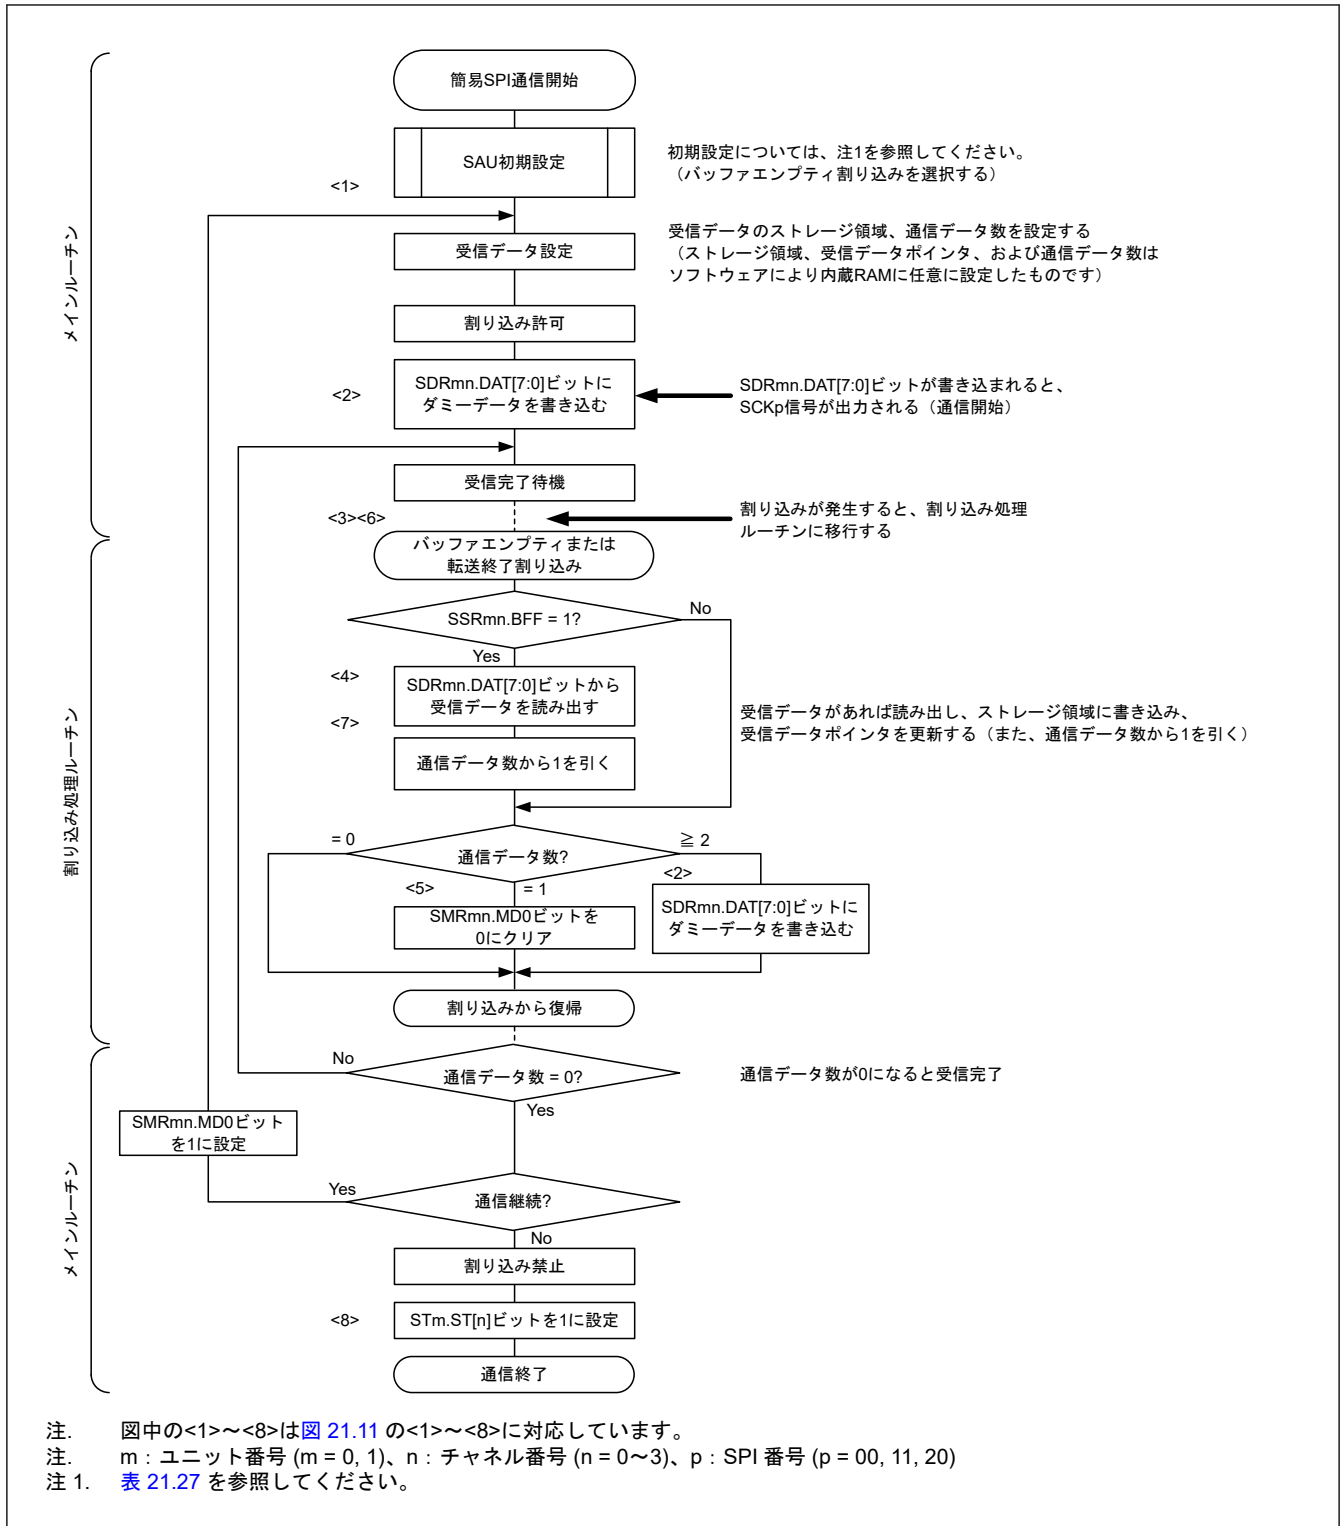 簡易SPI通信開始
SAU初期設定
初期設定については、注1を参照してください。
（バッファエンプティ割り込みを選択する）
<1>
メインルーチン
受信データ設定
受信データのストレージ領域、通信データ数を設定する
（ストレージ領域、受信データポインタ、および通信データ数は
ソフトウェアにより内蔵RAMに任意に設定したものです）
割り込み許可
<2>
SDRmn.DAT[7:0]ビットに
ダミーデータを書き込む
SDRmn.DAT[7:0]ビットが書き込まれると、
SCKp信号が出力される（通信開始）
受信完了待機
<3><6>
割り込みが発生すると、割り込み処理
ルーチンに移行する
バッファエンプティまたは
転送終了割り込み
SSRmn.BFF = 1?
No
Yes
<4>
SDRmn.DAT[7:0]ビットから
受信データを読み出す
<7>
受信データがあれば読み出し、ストレージ領域に書き込み、
受信データポインタを更新する（また、通信データ数から1を引く）
通信データ数から1を引く
割り込み処理ルーチン
= 0
通信データ数?
≧ 2
<5>
= 1
<2>
SMRmn.MD0ビットを
0にクリア
SDRmn.DAT[7:0]ビットに
ダミーデータを書き込む
割り込みから復帰
No
通信データ数 = 0?
通信データ数が0になると受信完了
Yes
SMRmn.MD0ビット
を1に設定
メインルーチン
Yes
通信継続?
No
割り込み禁止
<8>
STm.ST[n]ビットを1に設定
通信終了
注. 図中の<1>～<8>は図 21.11 の<1>～<8>に対応しています。
注. m：ユニット番号 (m = 0, 1)、n：チャネル番号 (n = 0～3)、p：SPI 番号 (p = 00, 11, 20)
注 1. 表 21.27 を参照してください。